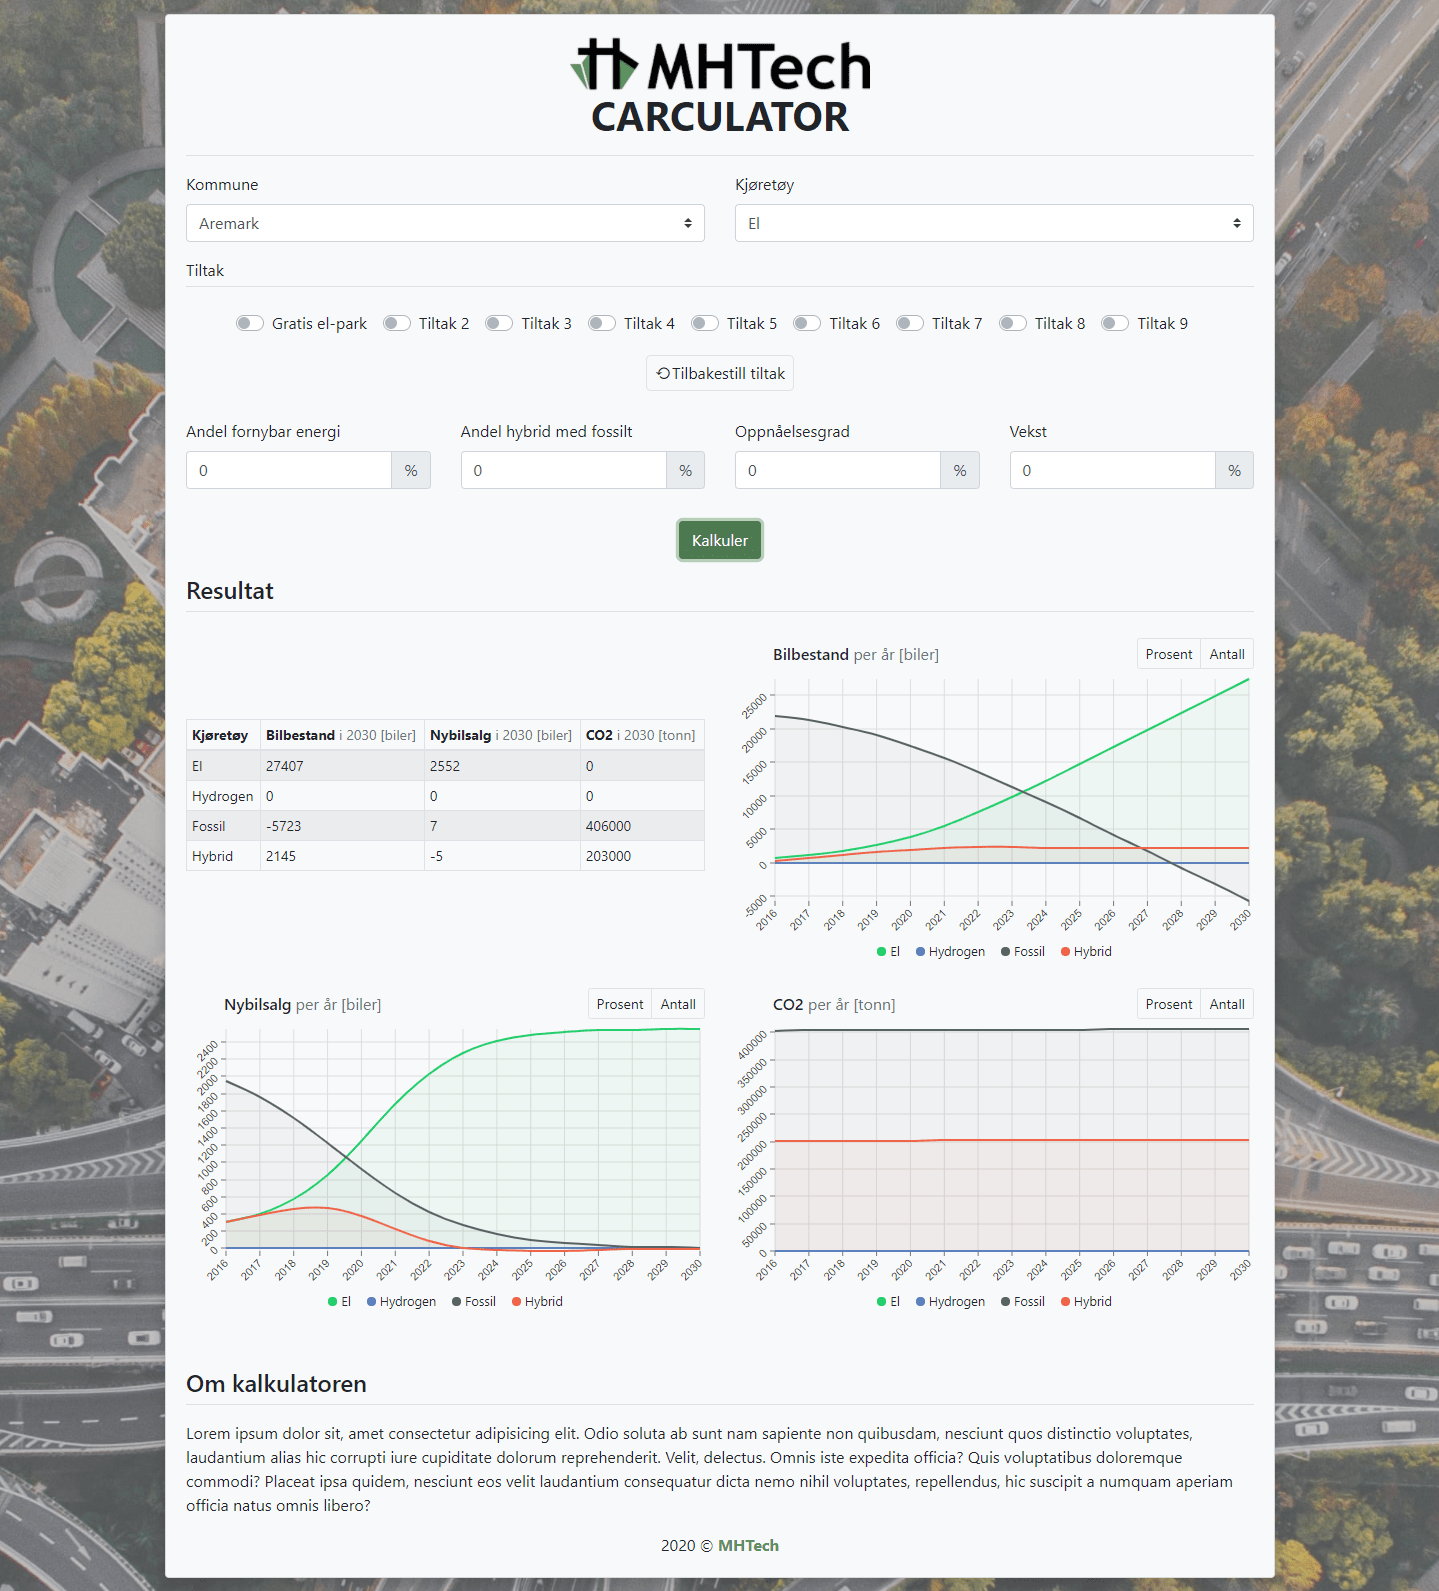 MHTech
CARCULATOR
Kommune
Kjøretøy
Aremark
El
Tiltak
Gratis el-park Tiltak 2 Tiltak 3 Tiltak 4 Tiltak 5 Tiltak 6 Tiltak 7 Tiltak 8 Tiltak 9
Tilbakestill tiltak
Andel fornybar energi
Andel hybrid med fossilt
Oppnåelsesgrad
Vekst
0 %
0 %
0 %
0 %
Kalkuler
Resultat
Kjøretøy Bilbestand i 2030 [biler] Nybilsalg i 2030 [biler] CO2 i 2030 [tonn]
El 27407 2552 0
Hydrogen 0 0 0
Fossil -5723 7 406000
Hybrid 2145 -5 203000
Bilbestand per år [biler]
Prosent Antall
25000
20000
15000
10000
5000
0
-5000
2016 2017 2018 2019 2020 2021 2022 2023 2024 2025 2026 2027 2028 2029 2030
El Hydrogen Fossil Hybrid
Nybilsalg per år [biler]
Prosent Antall
2400
2200
2000
1800
1600
1400
1200
1000
800
600
400
200
0
2016 2017 2018 2019 2020 2021 2022 2023 2024 2025 2026 2027 2028 2029 2030
El Hydrogen Fossil Hybrid
CO2 per år [tonn]
Prosent Antall
400000
350000
300000
250000
200000
150000
100000
50000
0
2016 2017 2018 2019 2020 2021 2022 2023 2024 2025 2026 2027 2028 2029 2030
El Hydrogen Fossil Hybrid
Om kalkulatoren
Lorem ipsum dolor sit, amet consectetur adipisicing elit. Odio soluta ab sunt nam sapiente non quibusdam, nesciunt quos distinctio voluptates,
laudantium alias hic corrupti iure cupiditate dolorum reprehenderit. Velit, delectus. Omnis iste expedita officia? Quis voluptatibus doloremque
commodi? Placeat ipsa quidem, nesciunt eos velit laudantium consequatur dicta nemo nihil voluptates, repellendus, hic suscipit a numquam aperiam
officia natus omnis libero?
2020 © MHTech